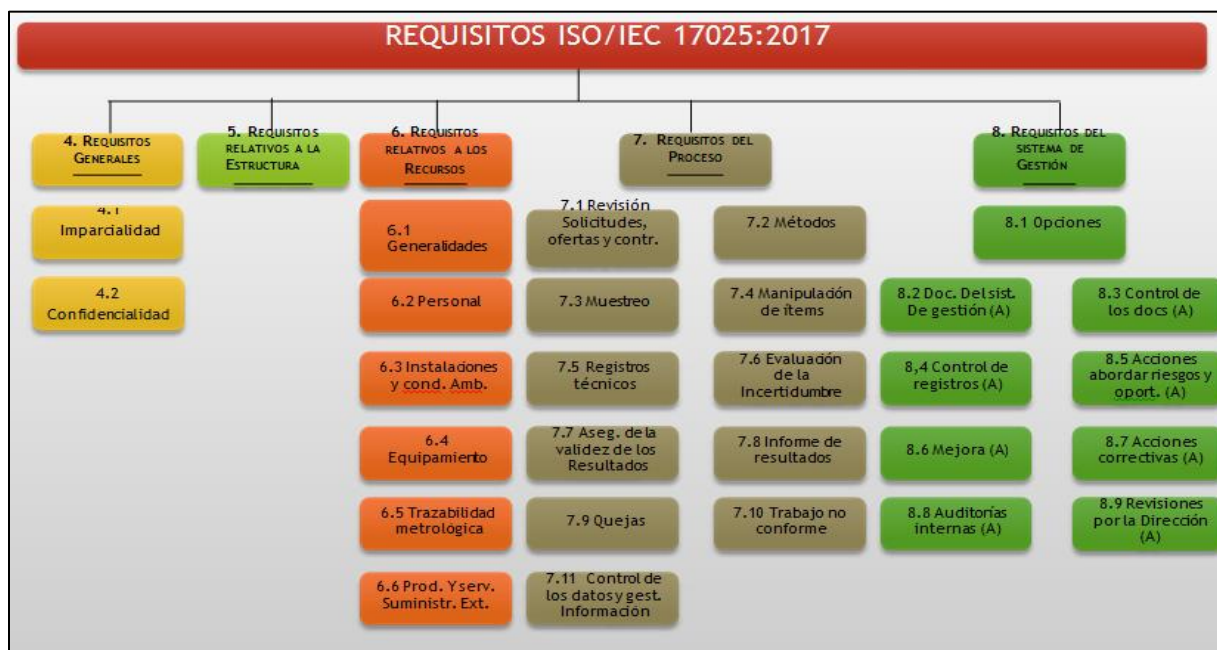 REQUISITOS ISO/IEC 17025:2017
4. REQUISITOS
GENERALES
5. REQUISITOS
RELATIVOS A LA
ESTRUCTURA
6. REQUISITOS
RELATIVOS A LOS
RECURSOS
7. REQUISITOS DEL
PROCESO
8. REQUISITOS DEL
SISTEMA DE
GESTIÓN
4.1
Imparcialidad
4.2
Confidencialidad
6.1
Generalidades
6.2 Personal
6.3 Instalaciones
y cond. Amb.
6.4
Equipamiento
6.5 Trazabilidad
metrológica
6.6 Prod. Y serv.
Suministr. Ext.
7.1 Revisión
Solicitudes,
ofertas y contr.
7.2 Métodos
7.3 Muestreo
7.4 Manipulación
de ítems
7.5 Registros
técnicos
7.6 Evaluación
de la
Incertidumbre
7.7 Aseg. de la
validez de los
Resultados
7.8 Informe de
resultados
7.9 Quejas
7.10 Trabajo no
conforme
7.11 Control de
los datos y gest.
Información
8.1 Opciones
8.2 Doc. Del sist.
De gestión (A)
8.3 Control de
los docs (A)
8,4 Control de
registros (A)
8.5 Acciones
abordar riesgos y
oport. (A)
8.6 Mejora (A)
8.7 Acciones
correctivas (A)
8.8 Auditorías
internas (A)
8.9 Revisiones
por la Dirección
(A)